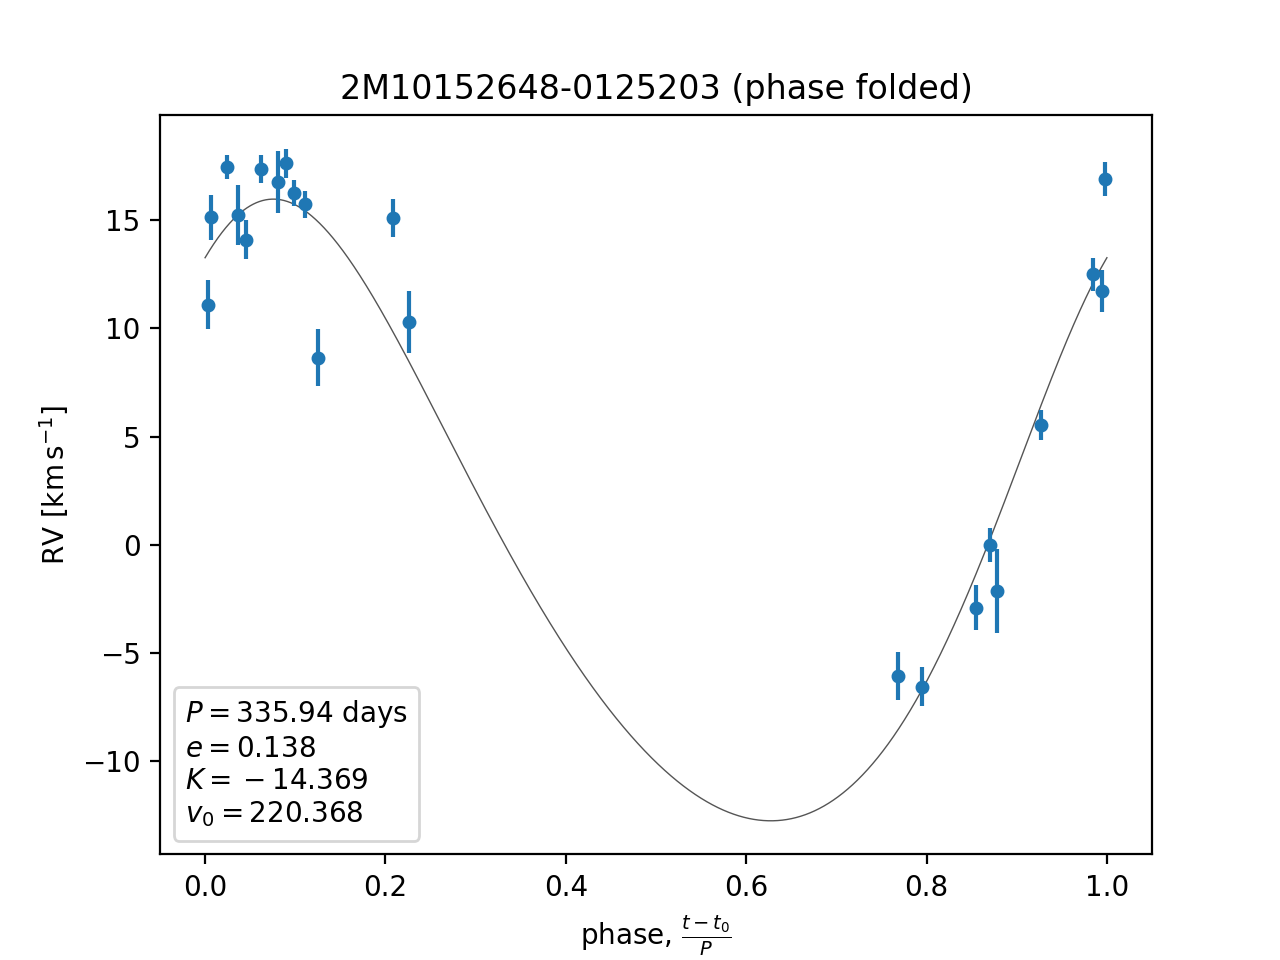 2M10152648-0125203 (phase folded)
RV [km s⁻¹]
15
10
5
0
−5
−10
P = 335.94 days
e = 0.138
K = −14.369
v₀ = 220.368
0.0 0.2 0.4 0.6 0.8 1.0
phase, (t − t₀)/P